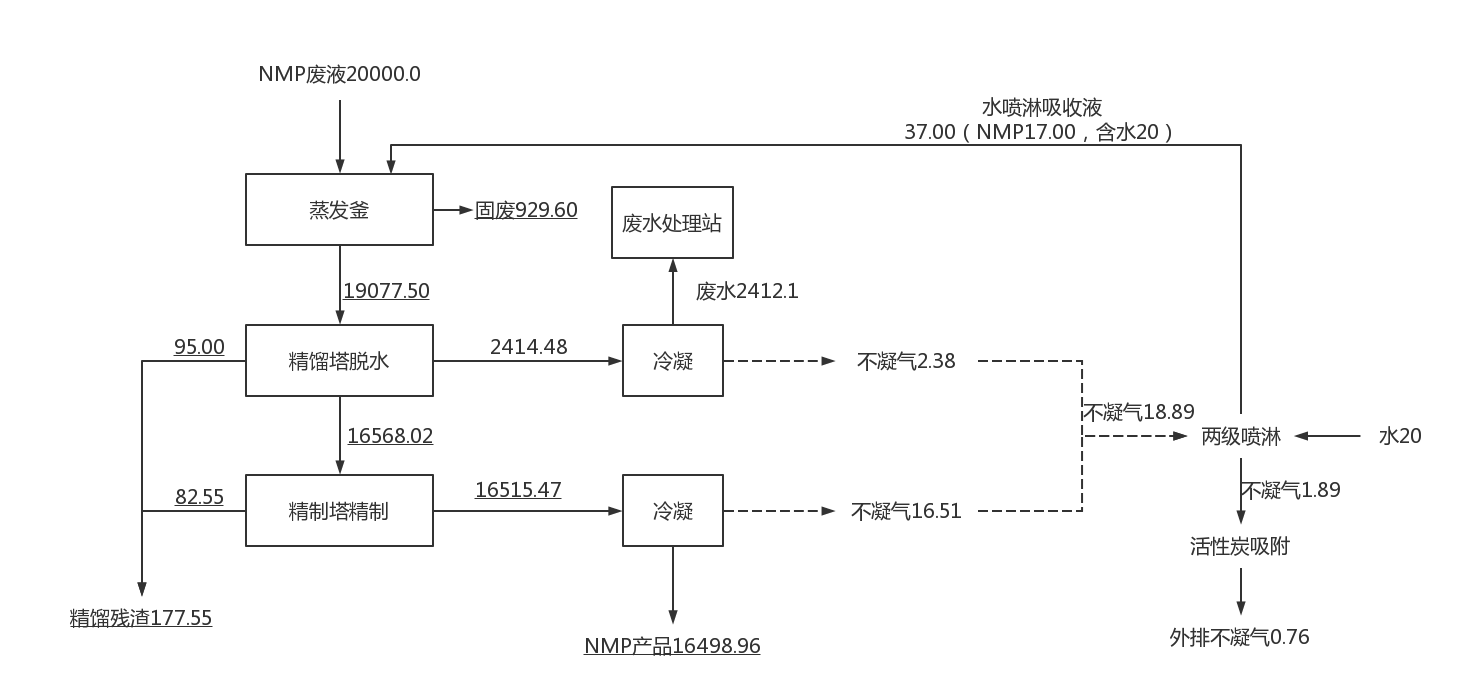 NMP废液20000.0
水喷淋吸收液
37.00（NMP17.00，含水20）
蒸发釜
固废929.60
废水处理站
19077.50
废水2412.1
95.00
精馏塔脱水
2414.48
冷凝
不凝气2.38
不凝气18.89
16568.02
两级喷淋
水20
82.55
精制塔精制
16515.47
冷凝
不凝气16.51
不凝气1.89
活性炭吸附
精馏残渣177.55
NMP产品16498.96
外排不凝气0.76